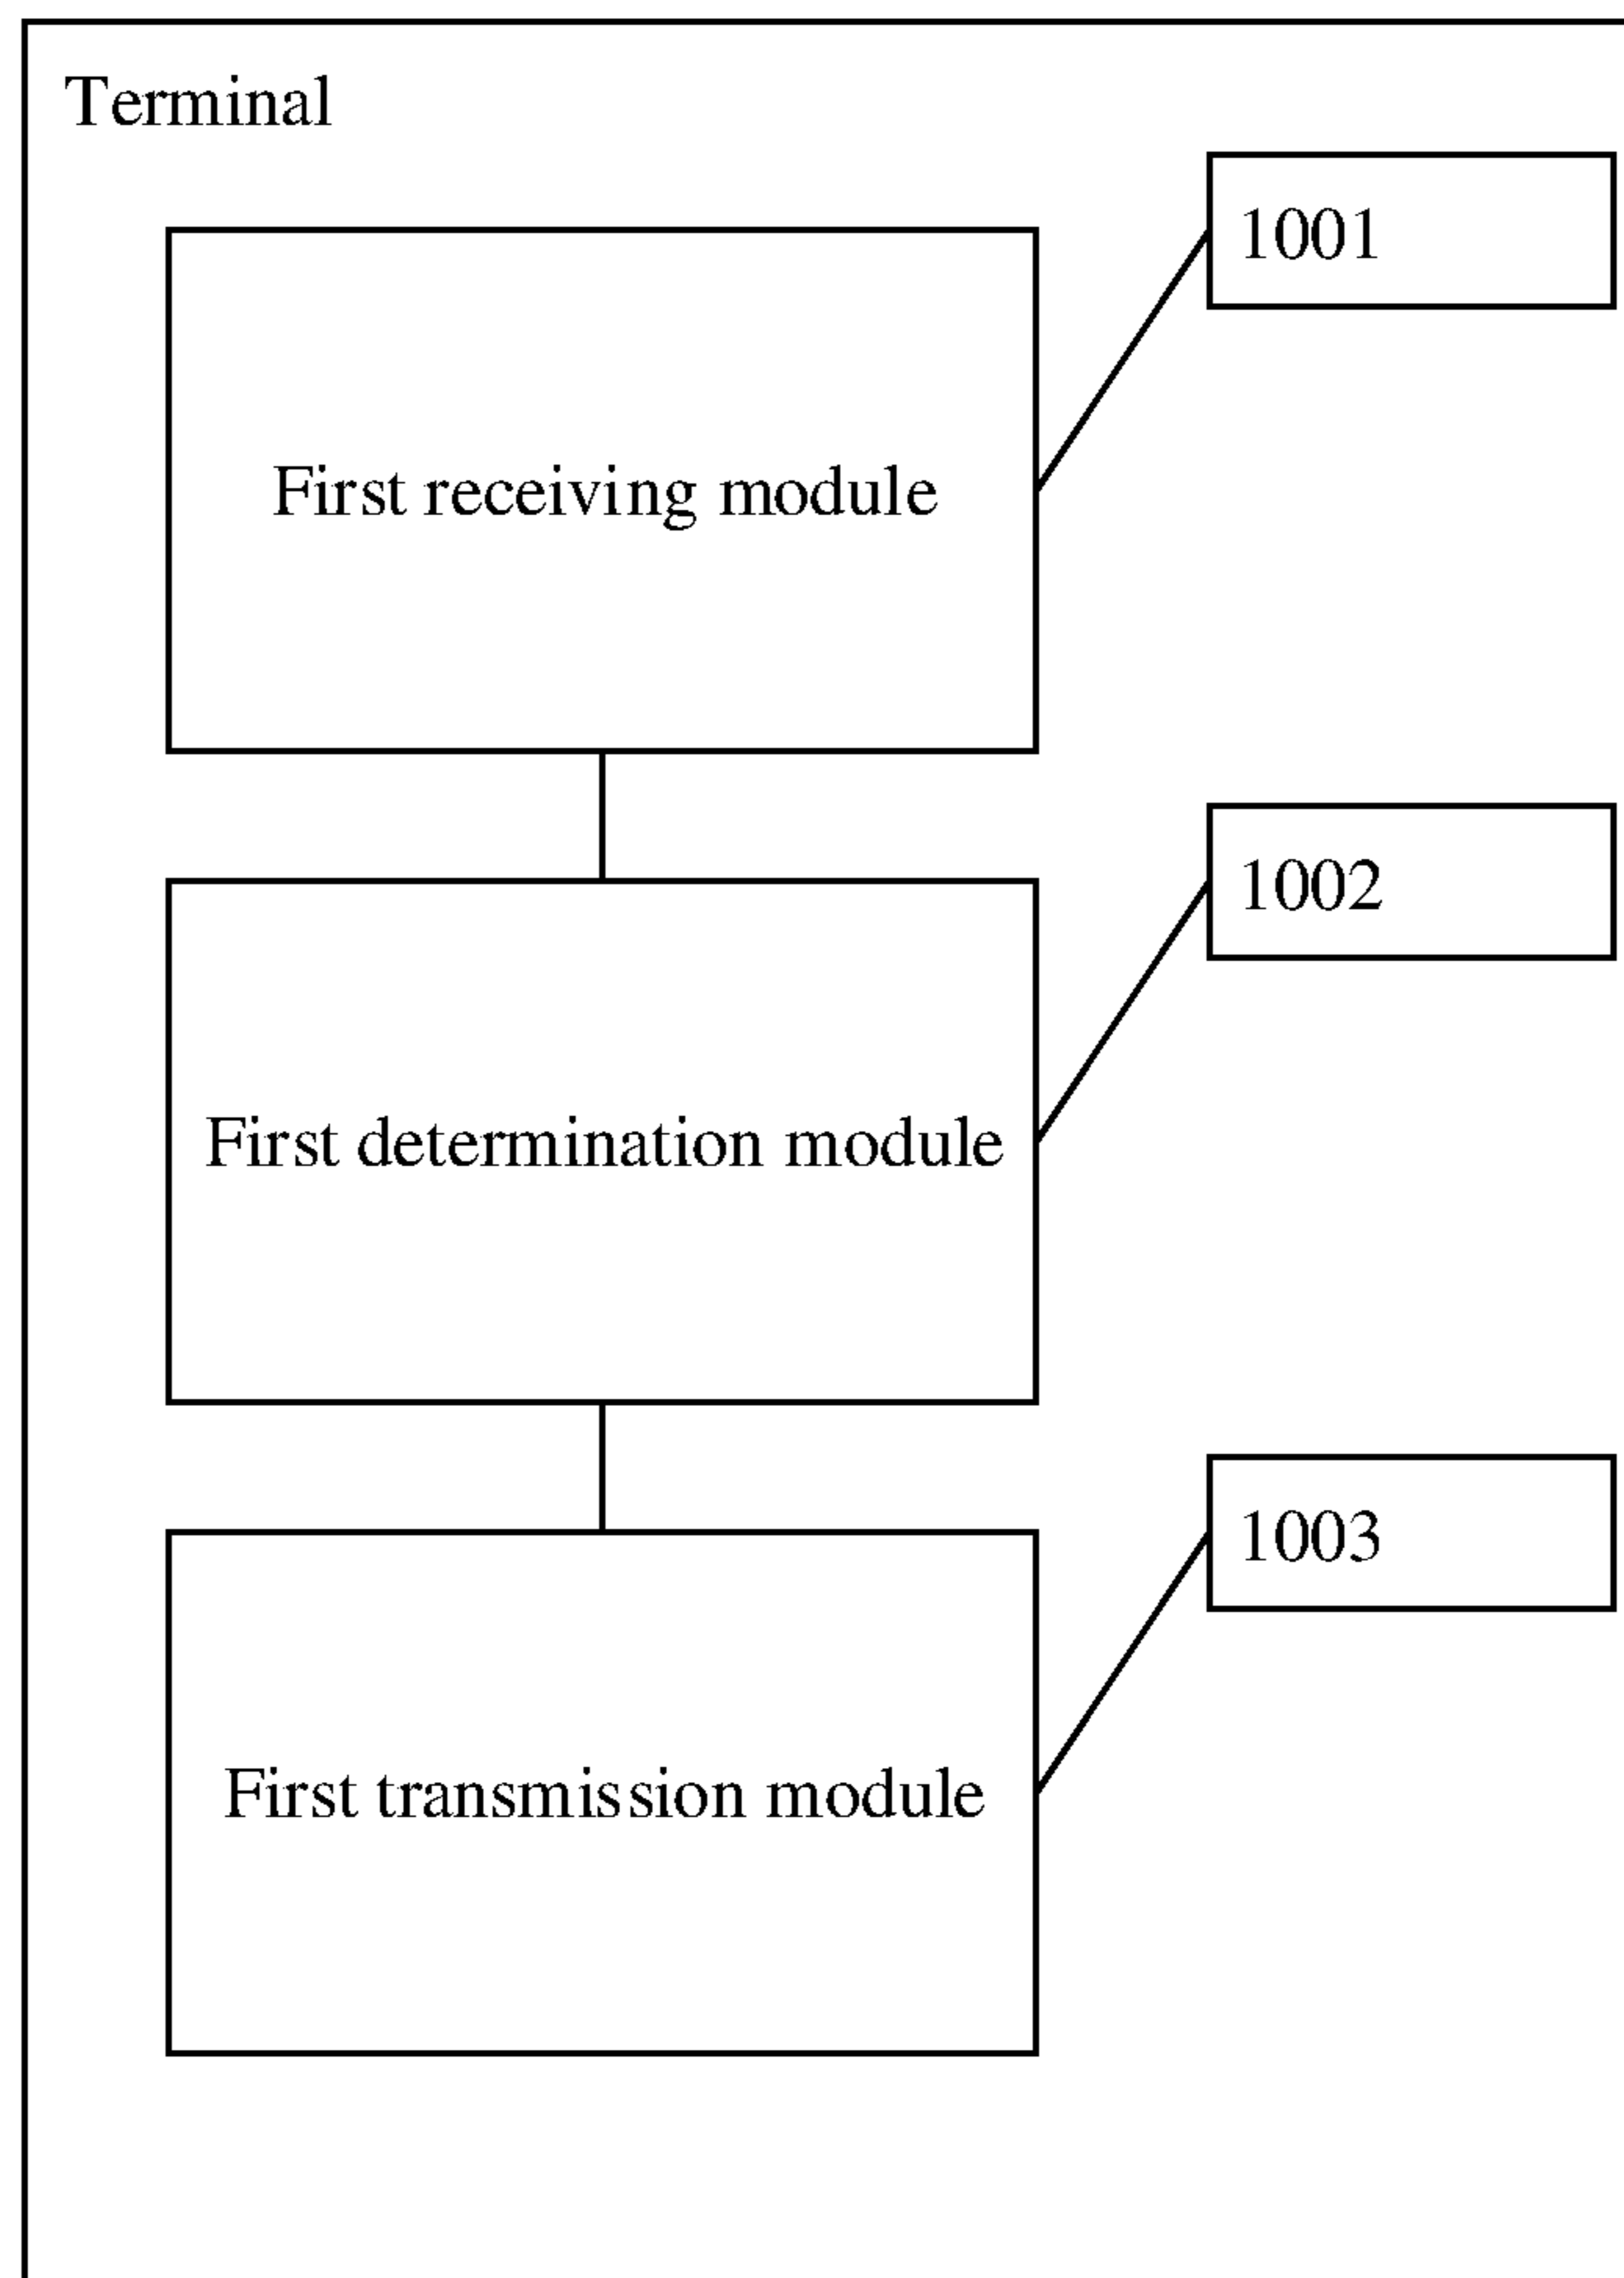 Terminal
1001
First receiving module
1002
First determination module
1003
First transmission module